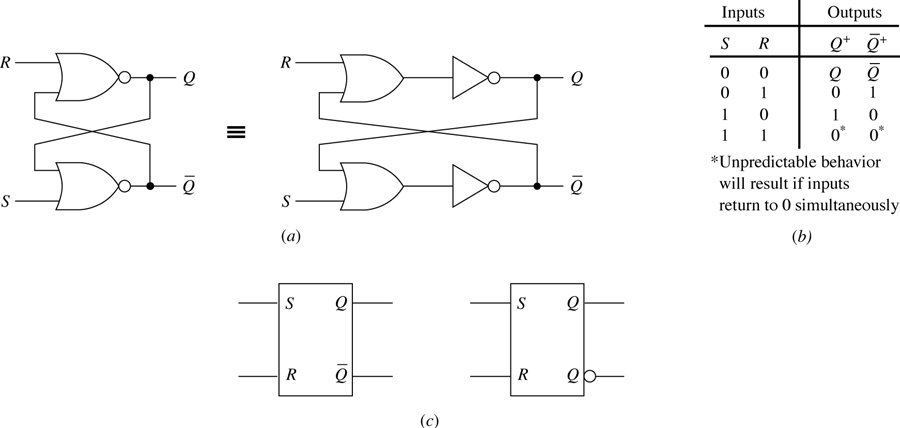 R Q R Q
≡
S Q̅ S Q̅
(a)
Inputs Outputs
S R Q⁺ Q̅⁺
0 0 Q Q̅
0 1 0 1
1 0 1 0
1 1 0* 0*
*Unpredictable behavior
will result if inputs
return to 0 simultaneously
(b)
S Q S Q
R Q̅ R Q
(c)